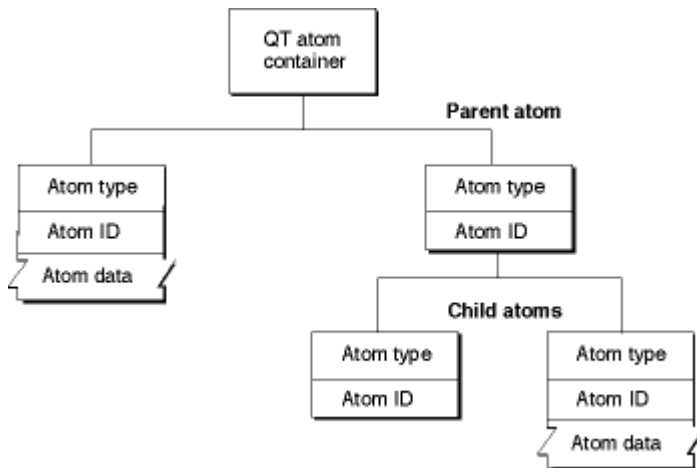 QT atom
container
Parent atom
Atom type
Atom ID
Atom data
Atom type
Atom ID
Child atoms
Atom type
Atom ID
Atom type
Atom ID
Atom data